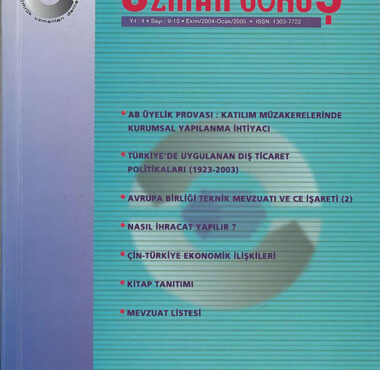 UZMAN GÖRÜŞ
Yıl : 4 • Sayı : 9-10 • Ekim/2004-Ocak/2005 • ISSN: 1303-7722
AB ÜYELİK PROVASI : KATILIM MÜZAKERELERİNDE
KURUMSAL YAPILANMA İHTİYACI
TÜRKİYE'DE UYGULANAN DIŞ TİCARET
POLİTİKALARI (1923-2003)
AVRUPA BİRLİĞİ TEKNİK MEVZUATI VE CE İŞARETİ (2)
NASIL İHRACAT YAPILIR ?
ÇİN-TÜRKİYE EKONOMİK İLİŞKİLERİ
KİTAP TANITIMI
MEVZUAT LİSTESİ